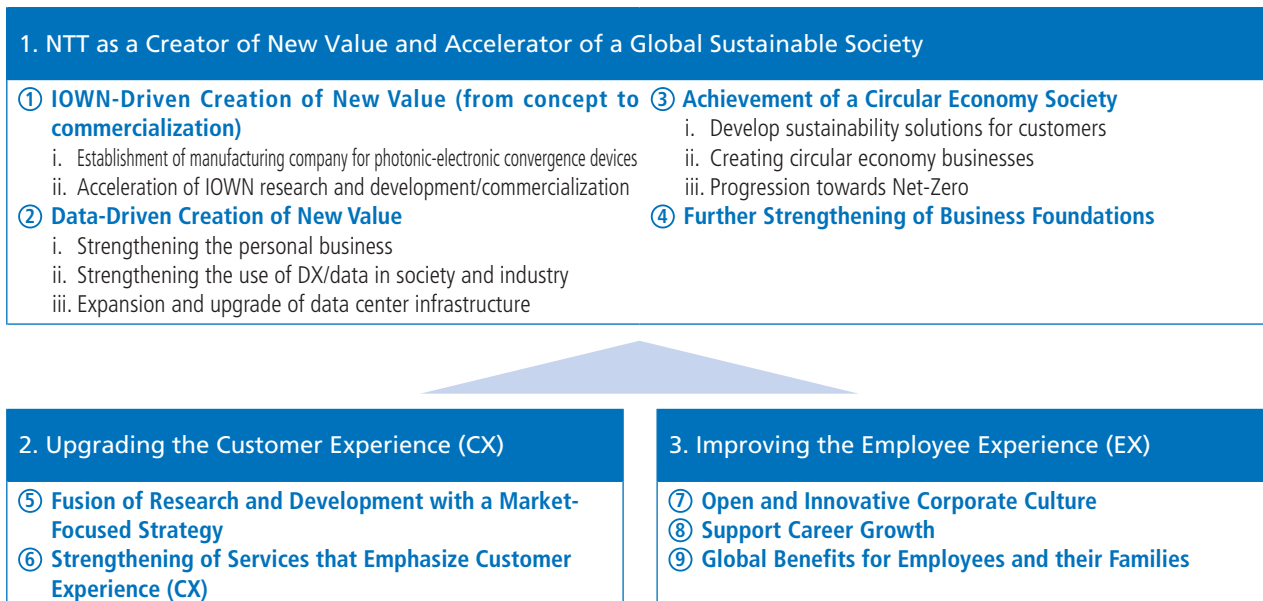 1. NTT as a Creator of New Value and Accelerator of a Global Sustainable Society
① IOWN-Driven Creation of New Value (from concept to
commercialization)
i. Establishment of manufacturing company for photonic-electronic convergence devices
ii. Acceleration of IOWN research and development/commercialization
② Data-Driven Creation of New Value
i. Strengthening the personal business
ii. Strengthening the use of DX/data in society and industry
iii. Expansion and upgrade of data center infrastructure
③ Achievement of a Circular Economy Society
i. Develop sustainability solutions for customers
ii. Creating circular economy businesses
iii. Progression towards Net-Zero
④ Further Strengthening of Business Foundations
2. Upgrading the Customer Experience (CX)
⑤ Fusion of Research and Development with a Market-
Focused Strategy
⑥ Strengthening of Services that Emphasize Customer
Experience (CX)
3. Improving the Employee Experience (EX)
⑦ Open and Innovative Corporate Culture
⑧ Support Career Growth
⑨ Global Benefits for Employees and their Families